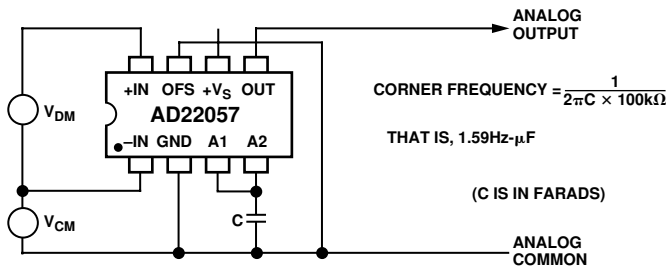 ANALOG
OUTPUT
+IN OFS +VS OUT
AD22057
–IN GND A1 A2
VDM
VCM
C
CORNER FREQUENCY = 1 / 2πC × 100kΩ
THAT IS, 1.59Hz-μF
(C IS IN FARADS)
ANALOG
COMMON